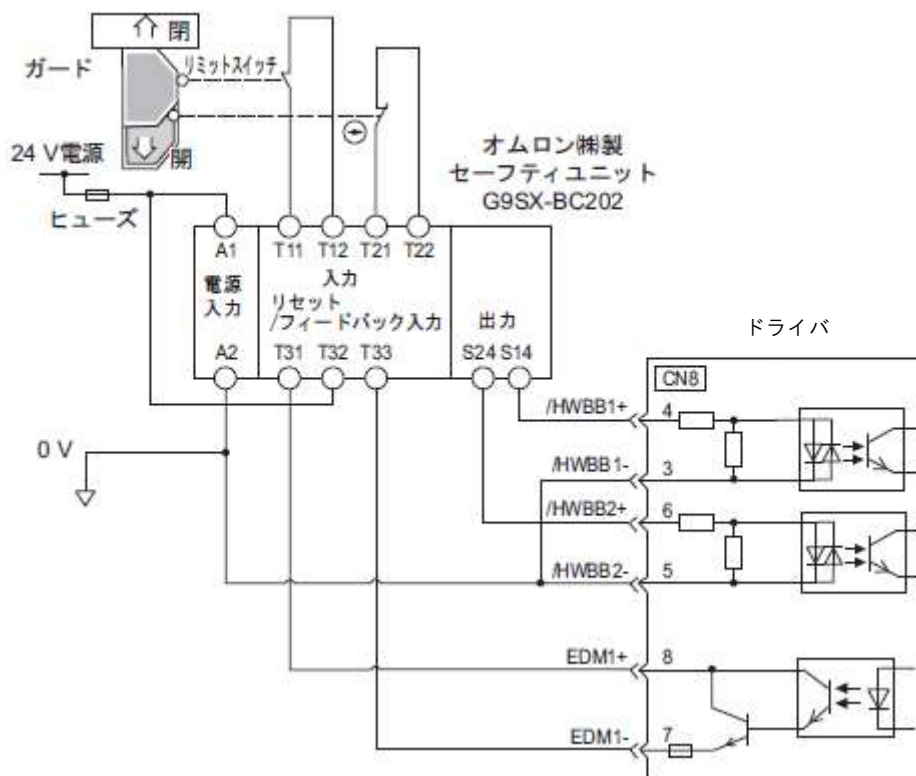 閉
ガード
リミットスイッチ
開
24 V電源
ヒューズ
オムロン㈱製
セーフティユニット
G9SX-BC202
A1
T11
T12
T21
T22
電源
入力
入力
リセット
/フィードバック入力
出力
A2
T31
T32
T33
S24
S14
ドライバ
CN8
0 V
/HWBB1+
4
/HWBB1-
3
/HWBB2+
6
/HWBB2-
5
EDM1+
8
EDM1-
7